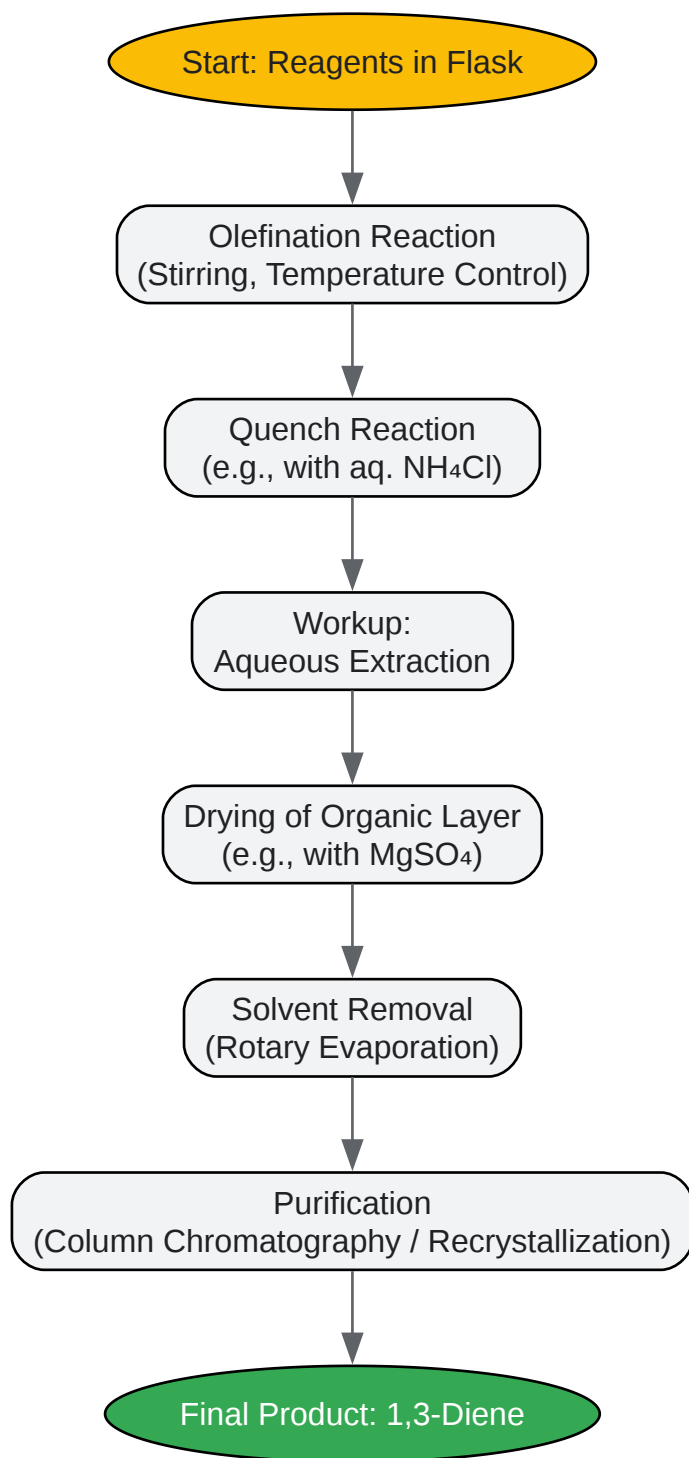 Start: Reagents in Flask
Olefination Reaction
(Stirring, Temperature Control)
Quench Reaction
(e.g., with aq. NH₄Cl)
Workup:
Aqueous Extraction
Drying of Organic Layer
(e.g., with MgSO₄)
Solvent Removal
(Rotary Evaporation)
Purification
(Column Chromatography / Recrystallization)
Final Product: 1,3-Diene